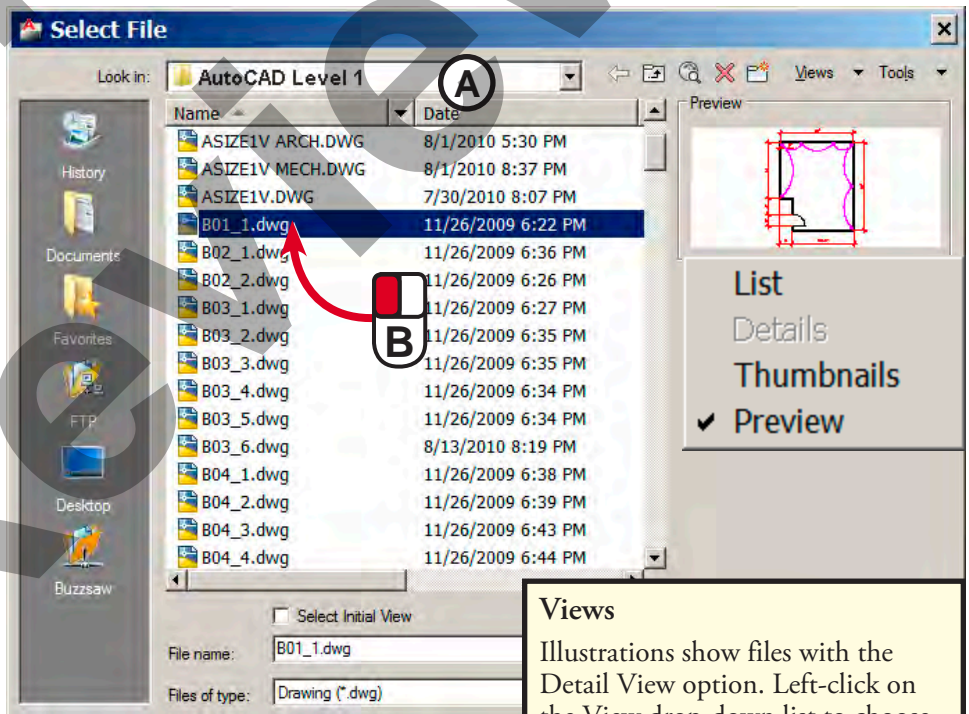 Select File
Look in: AutoCAD Level 1 A Views Tools
Name Date Preview
ASIZE1V ARCH.DWG 8/1/2010 5:30 PM
ASIZE1V MECH.DWG 8/1/2010 8:37 PM
ASIZE1V.DWG 7/30/2010 8:07 PM
B01_1.dwg 11/26/2009 6:22 PM
B02_1.dwg 11/26/2009 6:36 PM
B02_2.dwg 11/26/2009 6:26 PM
B03_1.dwg 11/26/2009 6:27 PM
B03_2.dwg 11/26/2009 6:35 PM
B03_3.dwg 11/26/2009 6:35 PM
B03_4.dwg 11/26/2009 6:34 PM
B03_5.dwg 11/26/2009 6:34 PM
B03_6.dwg 8/13/2010 8:19 PM
B04_1.dwg 11/26/2009 6:38 PM
B04_2.dwg 11/26/2009 6:39 PM
B04_3.dwg 11/26/2009 6:43 PM
B04_4.dwg 11/26/2009 6:44 PM
B
History
Documents
Favorites
FTP
Desktop
Buzzsaw
List
Details
Thumbnails
Preview
Select Initial View
File name: B01_1.dwg
Files of type: Drawing (*.dwg)
Views
Illustrations show files with the
Detail View option. Left-click on
the View drop-down list to choose